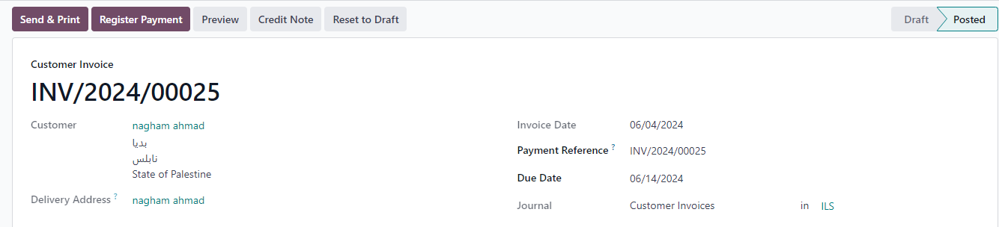 Send & Print Register Payment Preview Credit Note Reset to Draft Draft Posted
Customer Invoice
INV/2024/00025
Customer nagham ahmad Invoice Date 06/04/2024
بديا
نابلس Payment Reference ? INV/2024/00025
State of Palestine Due Date 06/14/2024
Delivery Address ? nagham ahmad Journal Customer Invoices in ILS